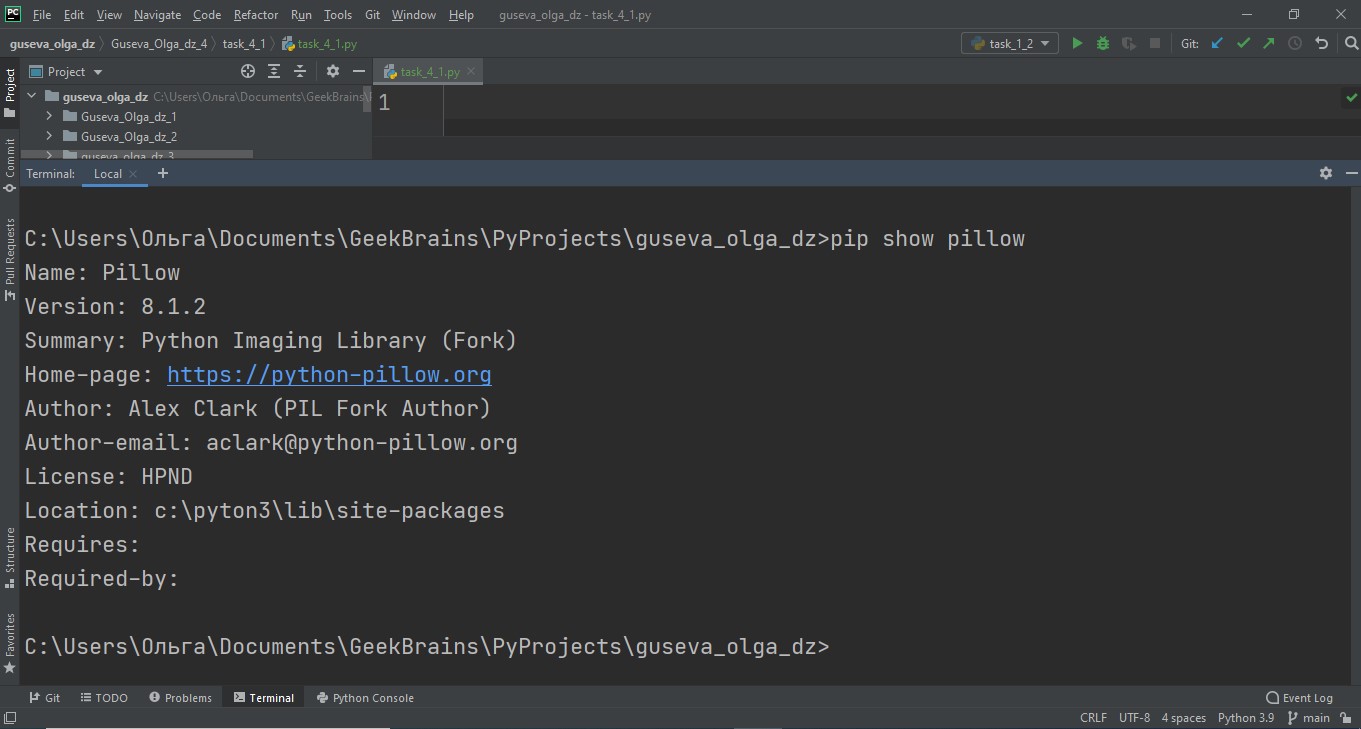 PC File Edit View Navigate Code Refactor Run Tools Git Window Help guseva_olga_dz - task_4_1.py
guseva_olga_dz Guseva_Olga_dz_4 task_4_1 task_4_1.py task_1_2 Git:
Project task_4_1.py
guseva_olga_dz C:\Users\Ольга\Documents\GeekBrains\
1
Guseva_Olga_dz_1
Guseva_Olga_dz_2
guseva_olga_dz_3
Project
Commit
Pull Requests
Structure
Favorites
Terminal: Local +
C:\Users\Ольга\Documents\GeekBrains\PyProjects\guseva_olga_dz>pip show pillow
Name: Pillow
Version: 8.1.2
Summary: Python Imaging Library (Fork)
Home-page: https://python-pillow.org
Author: Alex Clark (PIL Fork Author)
Author-email: aclark@python-pillow.org
License: HPND
Location: c:\pyton3\lib\site-packages
Requires:
Required-by:
C:\Users\Ольга\Documents\GeekBrains\PyProjects\guseva_olga_dz>
Git TODO Problems Terminal Python Console Event Log
CRLF UTF-8 4 spaces Python 3.9 main